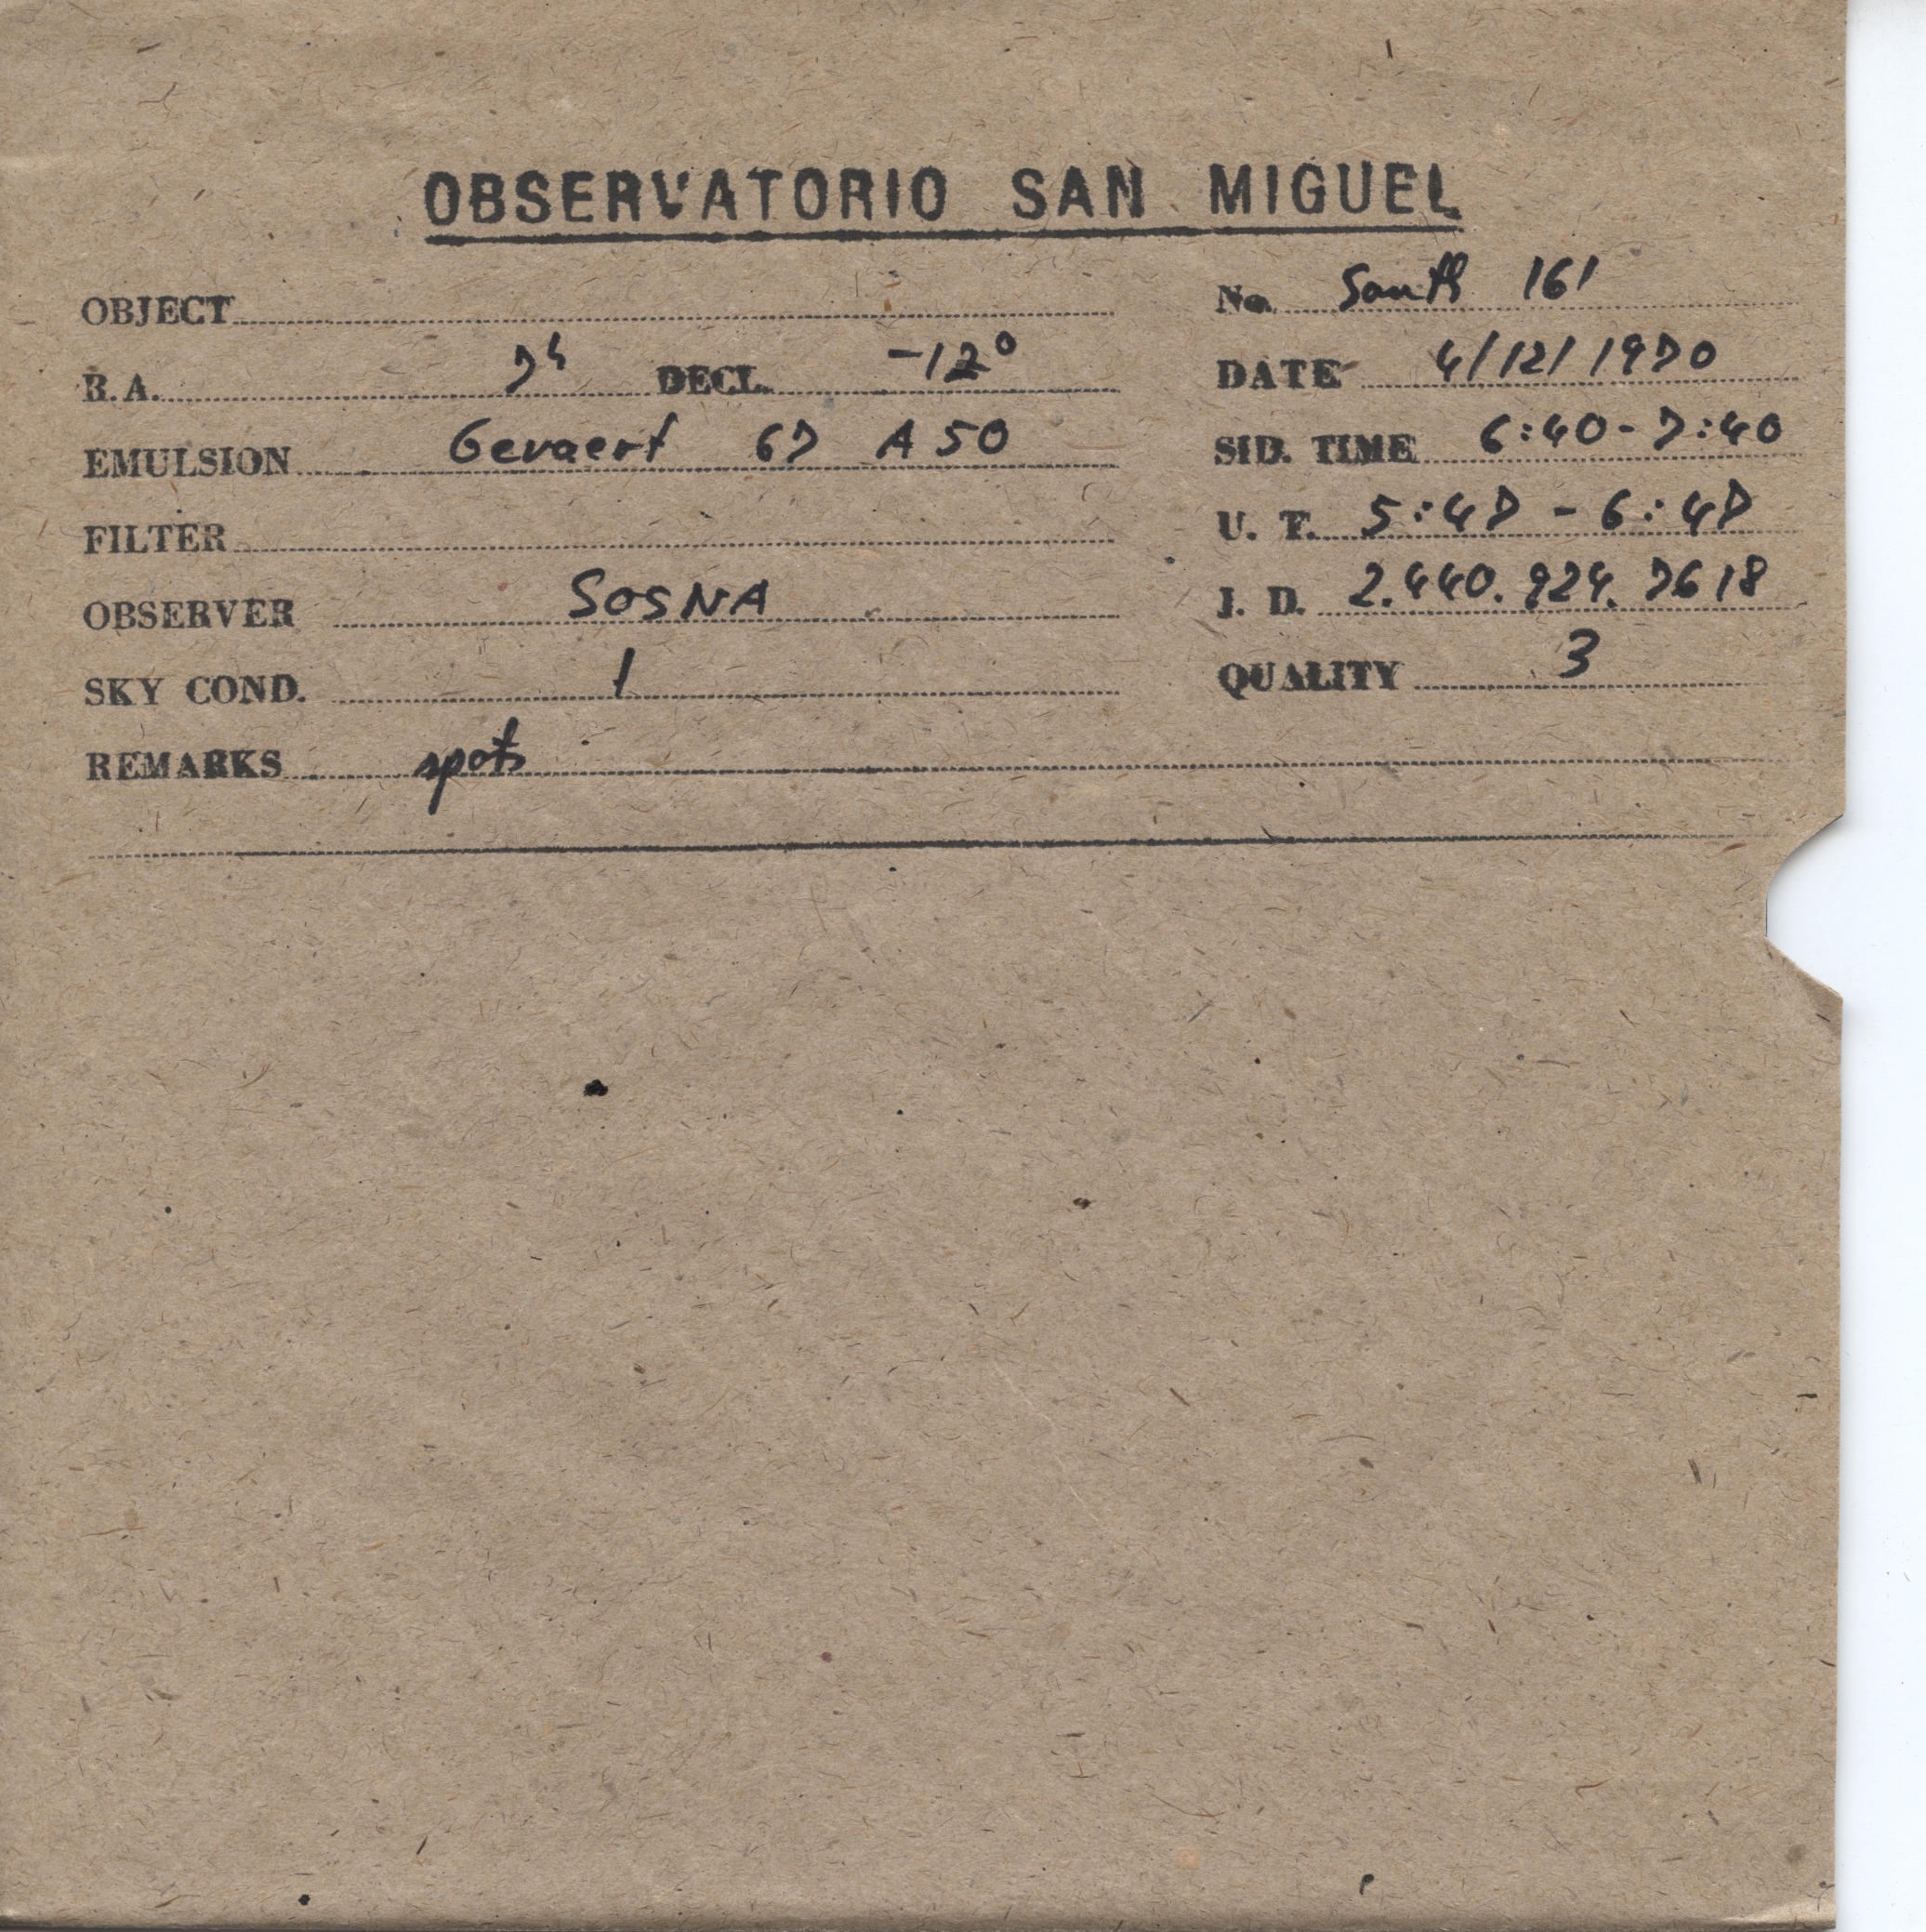 OBSERVATORIO SAN MIGUEL
OBJECT
No. South 161
R.A. 7h DECL. -12°
DATE 4/12/1970
EMULSION Gevaert 67 A 50
SID. TIME 6:40-7:40
FILTER
U. T. 5:47 - 6:47
OBSERVER SOSNA
J. D. 2.440.924.7618
SKY COND. 1
QUALITY 3
REMARKS spots